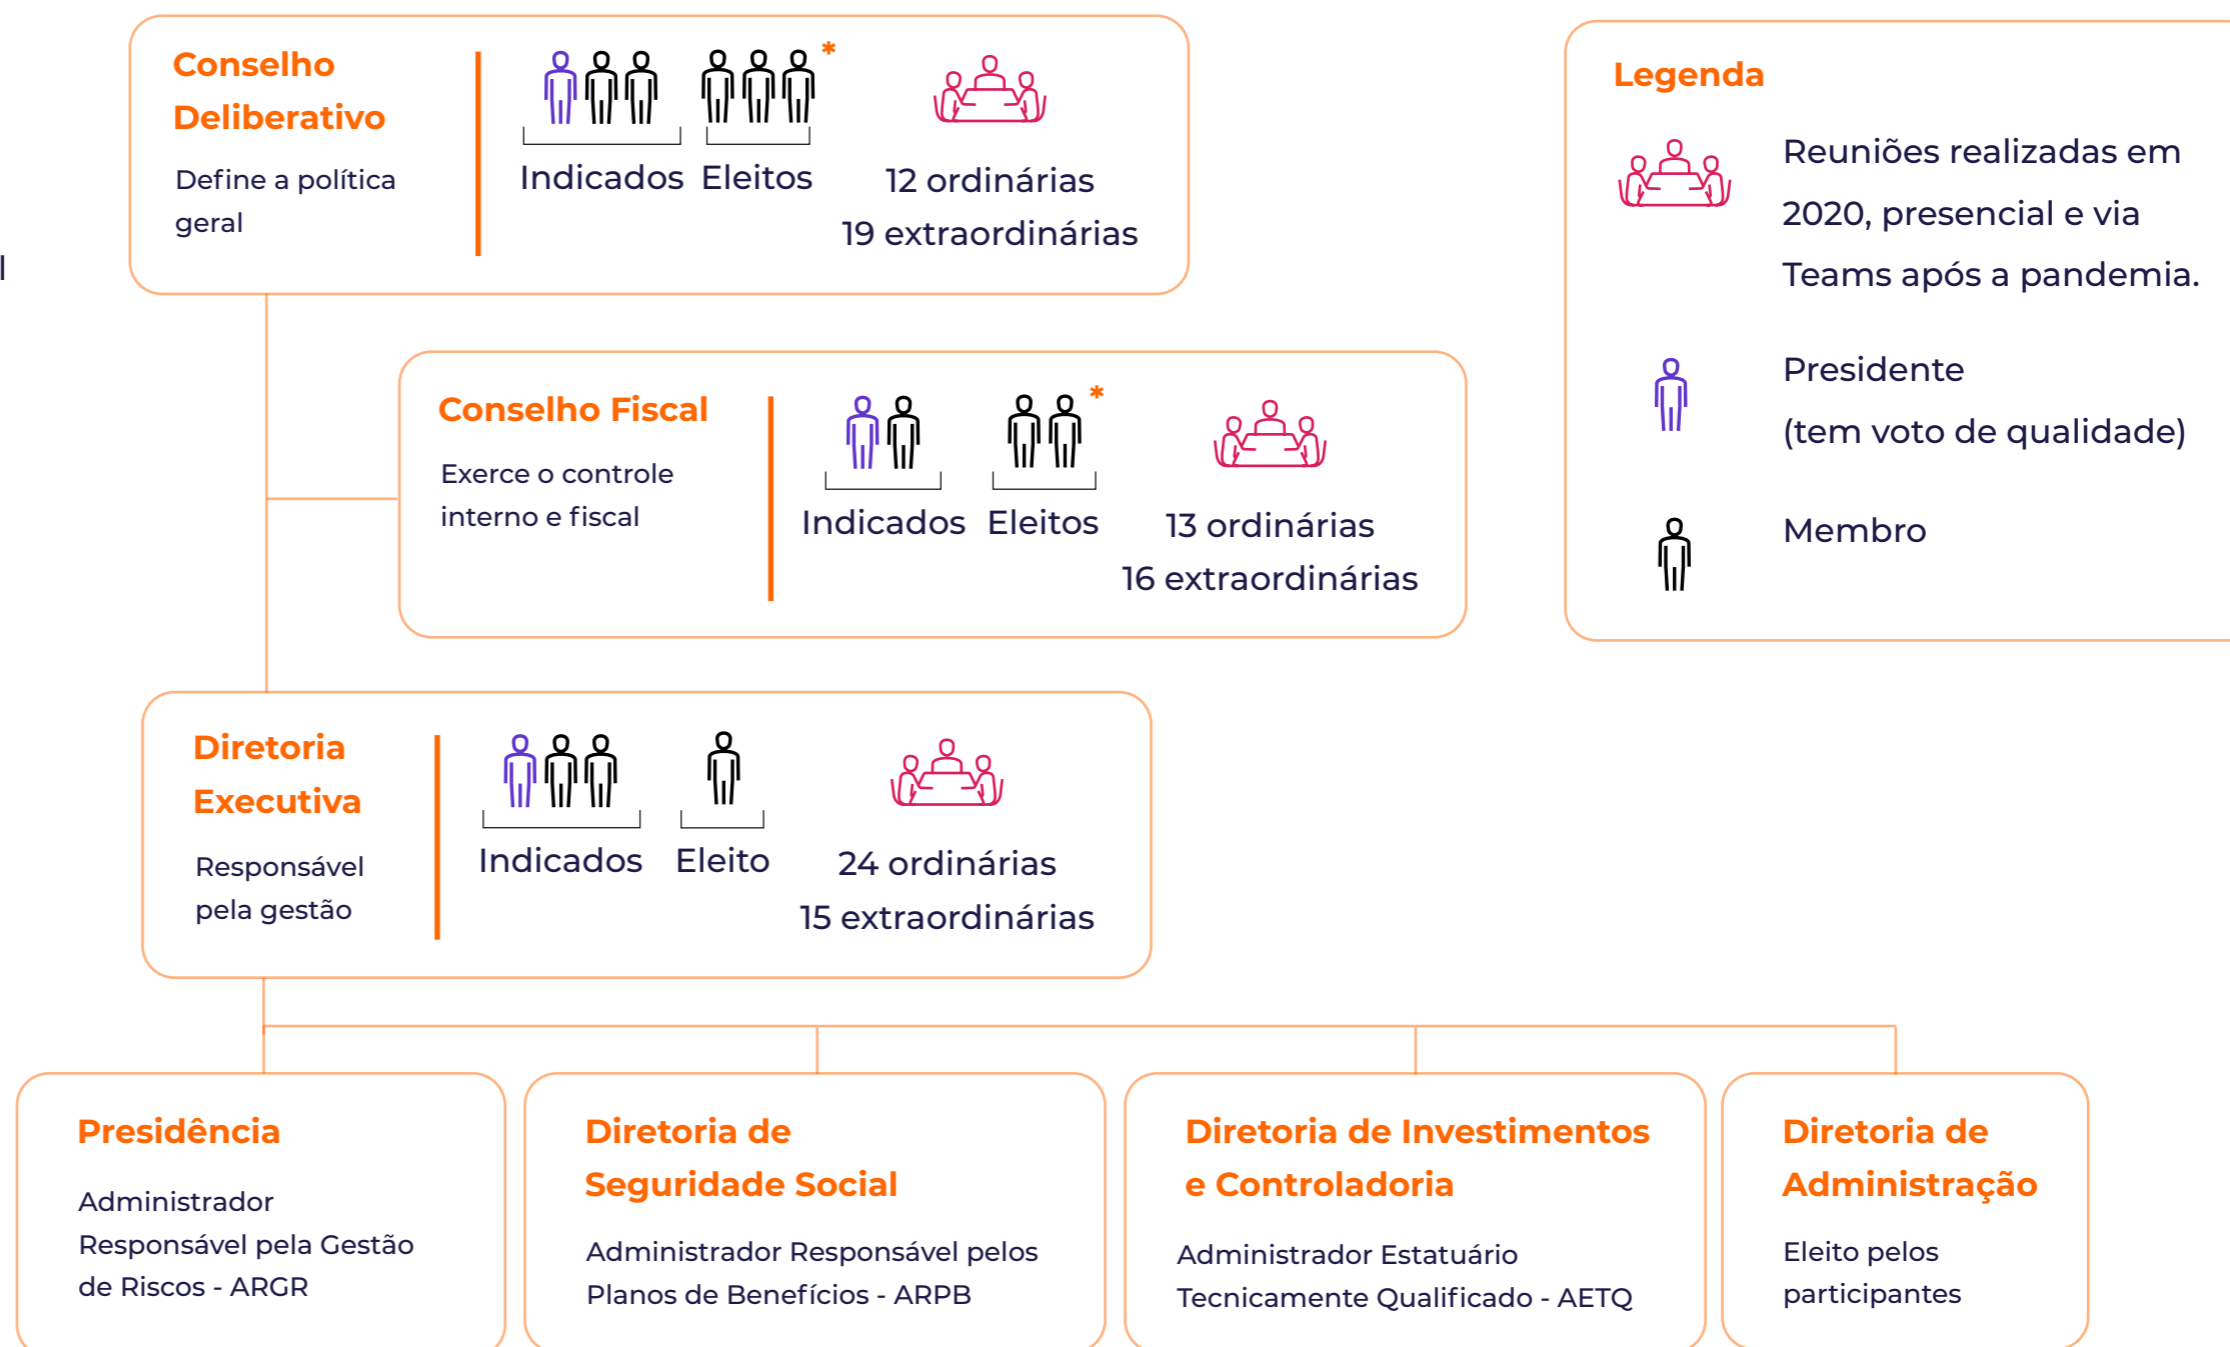 Conselho
Deliberativo
Define a política
geral
*
Indicados
Eleitos
12 ordinárias
19 extraordinárias
l
Conselho Fiscal
Exerce o controle
interno e fiscal
*
Indicados
Eleitos
13 ordinárias
16 extraordinárias
Diretoria
Executiva
Responsável
pela gestão
Indicados
Eleito
24 ordinárias
15 extraordinárias
Legenda
Reuniões realizadas em
2020, presencial e via
Teams após a pandemia.
Presidente
(tem voto de qualidade)
Membro
Presidência
Administrador
Responsável pela Gestão
de Riscos - ARGR
Diretoria de
Seguridade Social
Administrador Responsável pelos
Planos de Benefícios - ARPB
Diretoria de Investimentos
e Controladoria
Administrador Estatuário
Tecnicamente Qualificado - AETQ
Diretoria de
Administração
Eleito pelos
participantes